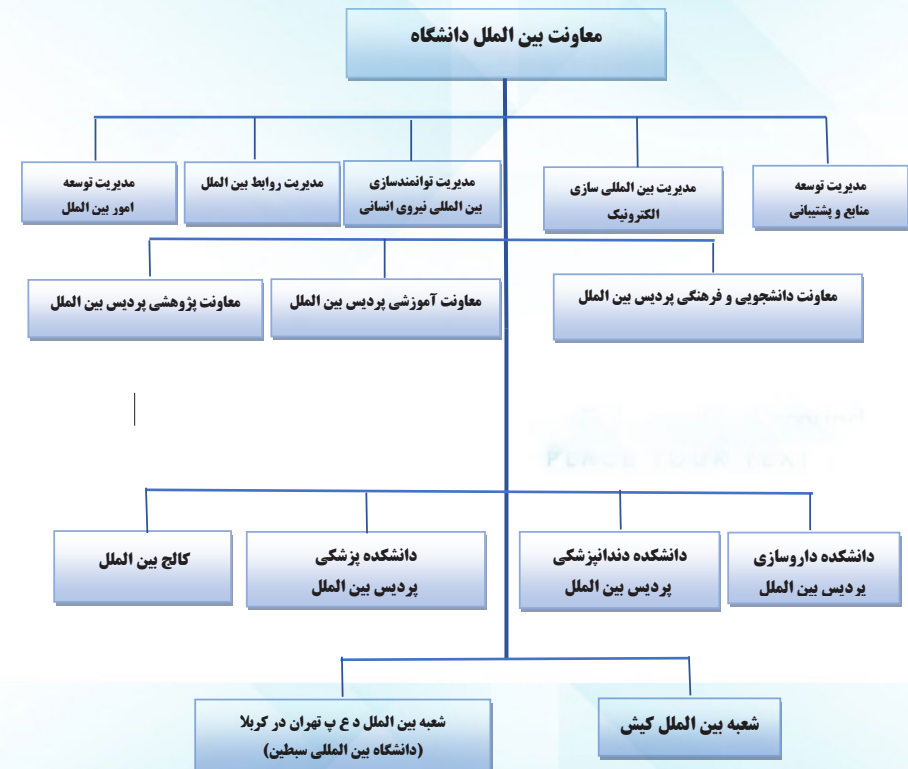 معاونت بین الملل دانشگاه
مدیریت توسعه
منابع و پشتیبانی
مدیریت بین المللی سازی
الکترونیک
مدیریت توانمندسازی
بین المللی نیروی انسانی
مدیریت روابط بین الملل
مدیریت توسعه
امور بین الملل
معاونت دانشجویی و فرهنگی پردیس بین الملل
معاونت آموزشی پردیس بین الملل
معاونت پژوهشی پردیس بین الملل
PLACE YOUR TEXT
دانشکده داروسازی
پردیس بین الملل
دانشکده دندانپزشکی
پردیس بین الملل
دانشکده پزشکی
پردیس بین الملل
کالج بین الملل
شعبه بین الملل کیش
شعبه بین الملل د ع پ تهران در کربلا
(دانشگاه بین المللی سبطین)